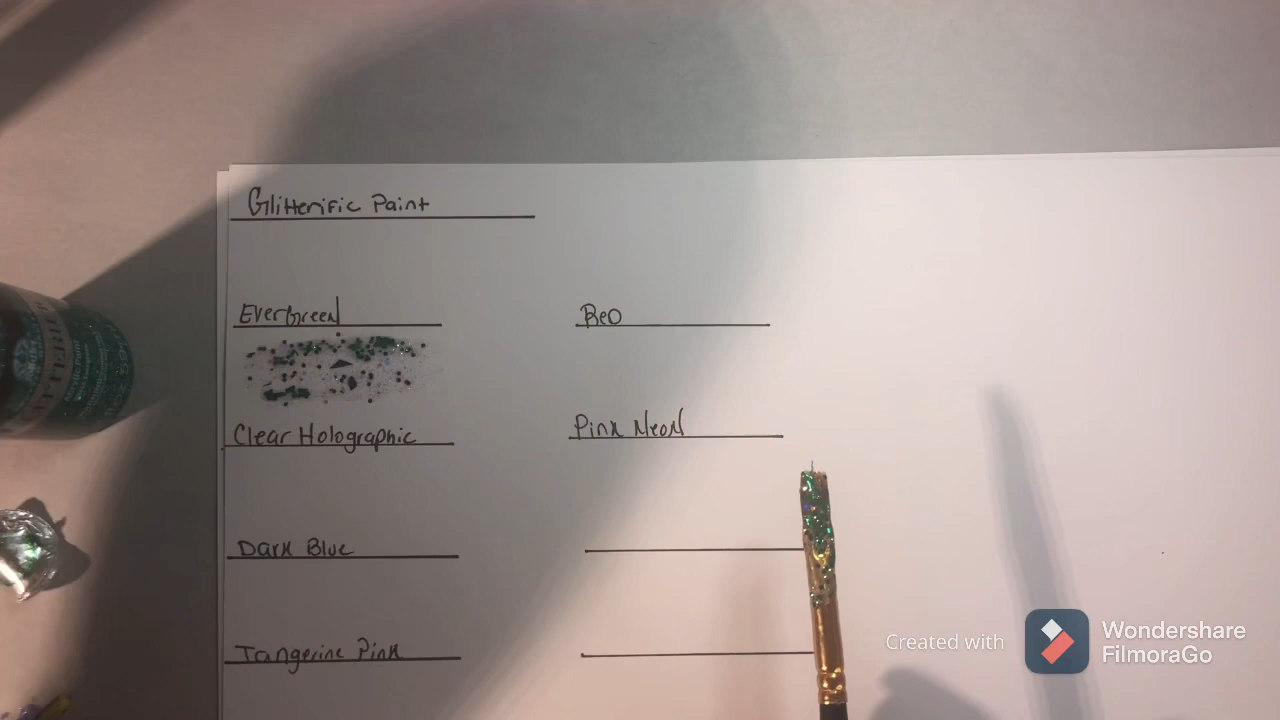 Glitterific Paint
EverGreen
Red
Clear Holographic
Pink Neon
Dark Blue
Tangerine Pink
Created with
Wondershare
FilmoraGo